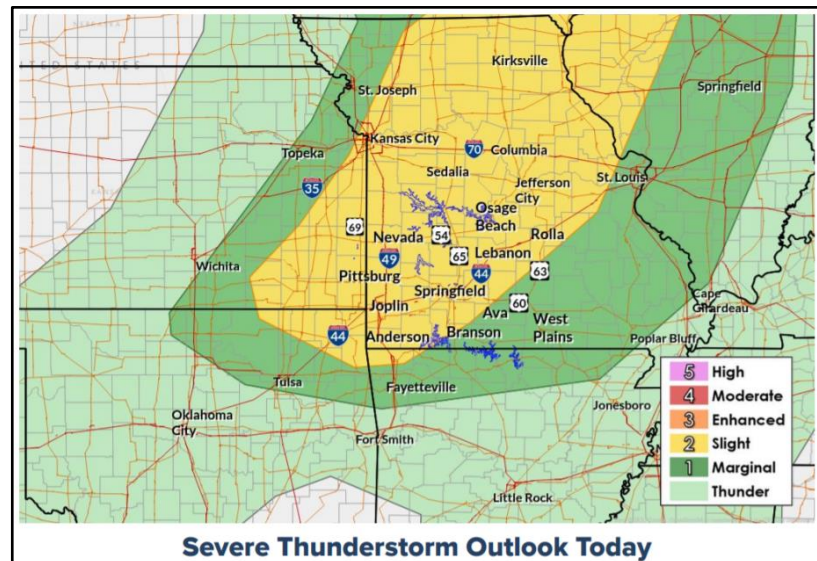 Kirksville
UNITED STATES
St. Joseph
Springfield
Kansas City
70
Columbia
Topeka
Sedalia
35
Jefferson
City
St. Louis
69
Osage
Beach
Nevada
54
Rolla
Wichita
49
65
Lebanon
44
63
Pittsburg
Springfield
60
Cape
Girardeau
Joplin
Ava
West
Plains
44
Anderson
Branson
Poplar Bluff
Tulsa
Fayetteville
5 High
4 Moderate
3 Enhanced
2 Slight
1 Marginal
Thunder
Oklahoma
City
Jonesboro
Fort Smith
Little Rock
Severe Thunderstorm Outlook Today